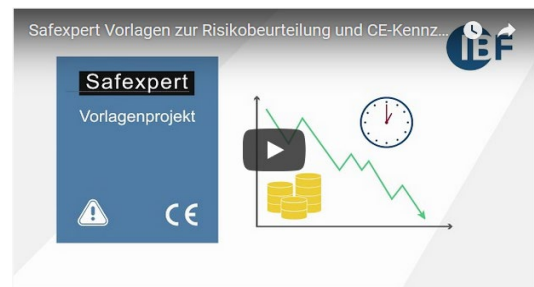 Safexpert Vorlagen zur Risikobeurteilung und CE-Kennz...
IBF
Safexpert
Vorlagenprojekt
CE